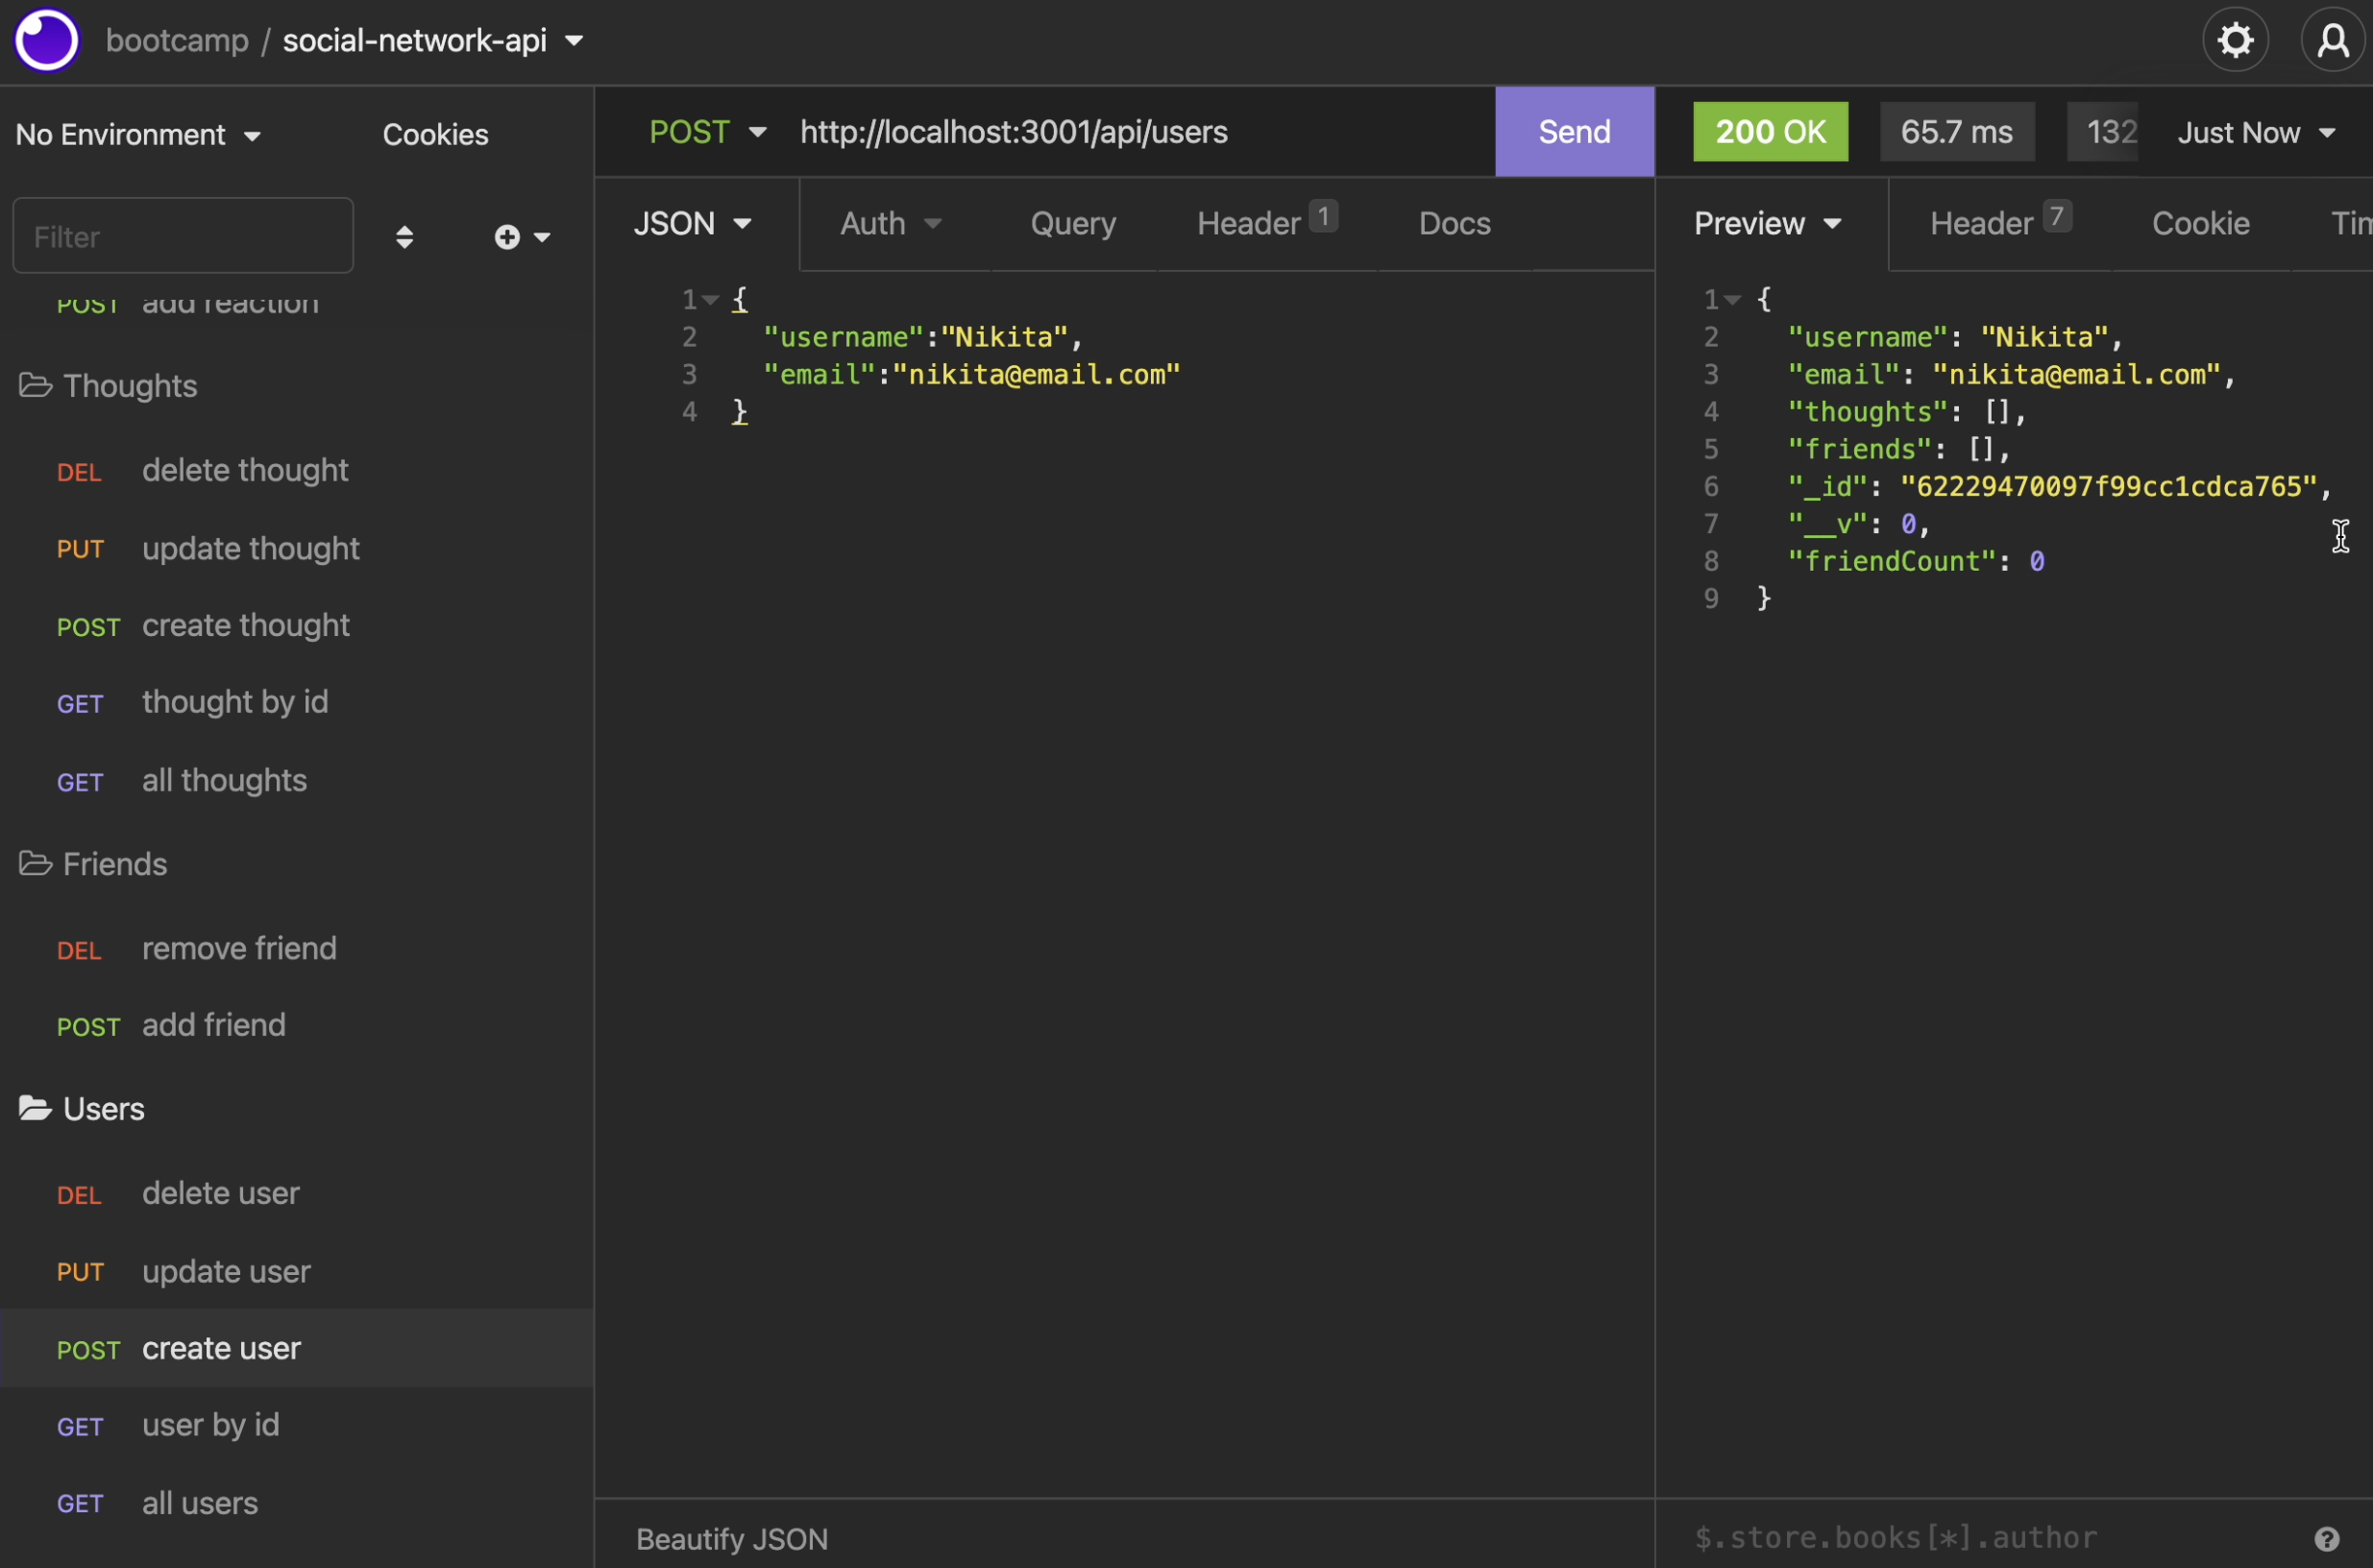 bootcamp / social-network-api
No Environment
Cookies
Filter
POST add reaction
Thoughts
DEL delete thought
PUT update thought
POST create thought
GET thought by id
GET all thoughts
Friends
DEL remove friend
POST add friend
Users
DEL delete user
PUT update user
POST create user
GET user by id
GET all users
POST http://localhost:3001/api/users Send
JSON Auth Query Header 1 Docs
1 {
2 "username":"Nikita",
3 "email":"nikita@email.com"
4 }
Beautify JSON
200 OK 65.7 ms 132 Just Now
Preview Header 7 Cookie Tim
1 {
2 "username": "Nikita",
3 "email": "nikita@email.com",
4 "thoughts": [],
5 "friends": [],
6 "_id": "62229470097f99cc1cdca765",
7 "__v": 0,
8 "friendCount": 0
9 }
$.store.books[*].author
?